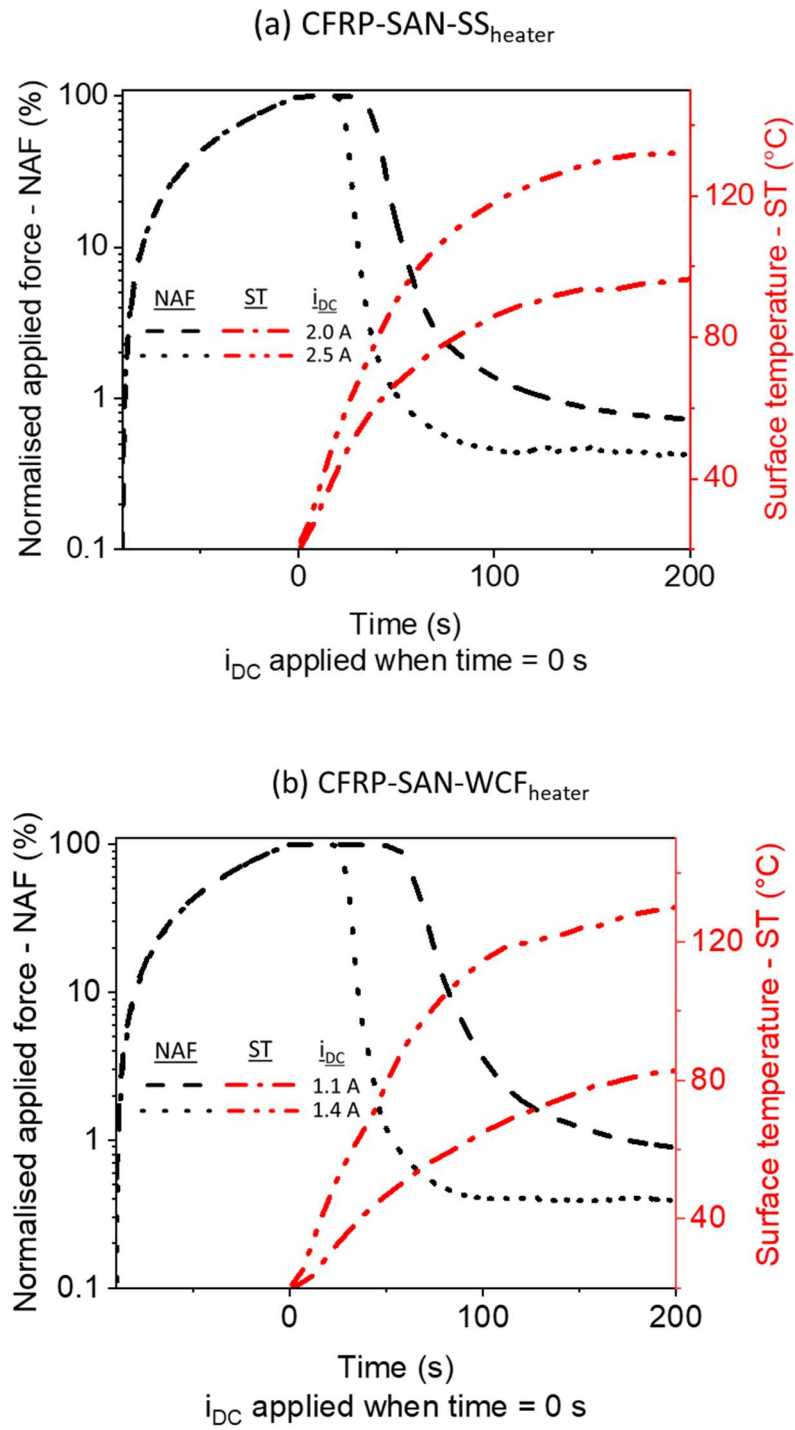 (a) CFRP-SAN-SSheater
Normalised applied force - NAF (%)
100
10
1
0.1
NAF ST iDC
2.0 A
2.5 A
120
80
40
Surface temperature - ST (°C)
0 100 200
Time (s)
iDC applied when time = 0 s
(b) CFRP-SAN-WCFheater
Normalised applied force - NAF (%)
100
10
1
0.1
NAF ST iDC
1.1 A
1.4 A
120
80
40
Surface temperature - ST (°C)
0 100 200
Time (s)
iDC applied when time = 0 s